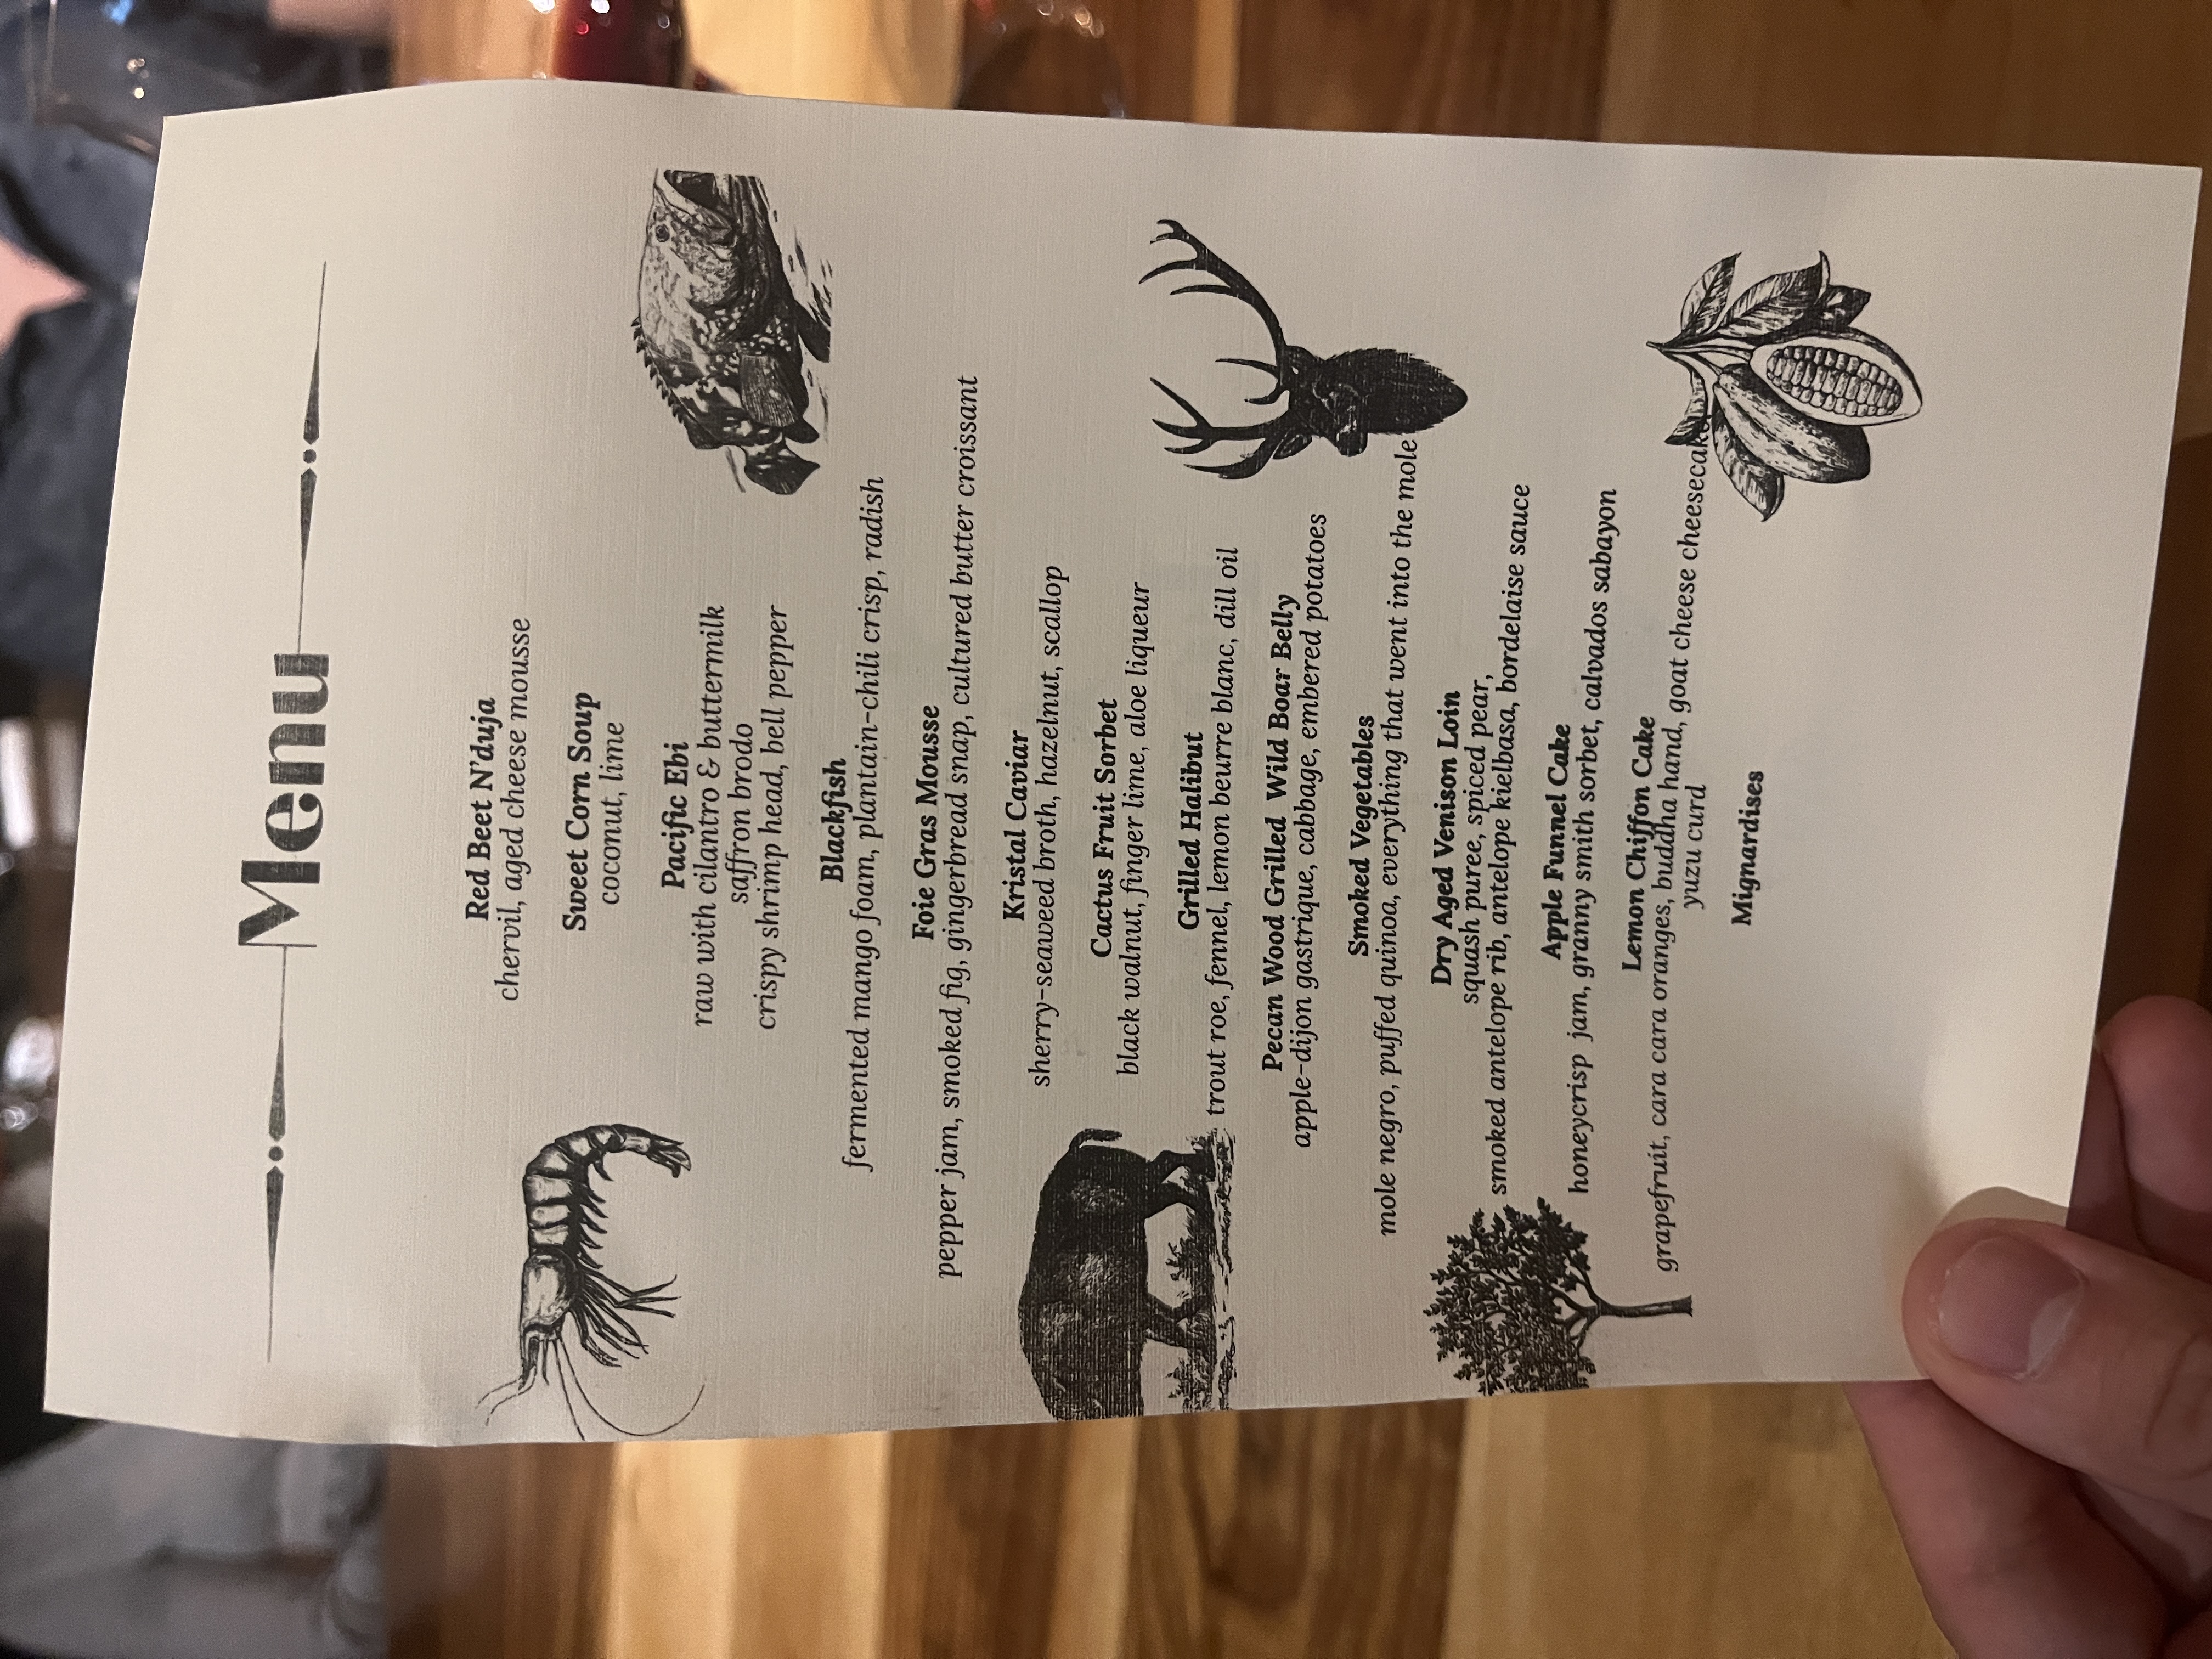 Menu
Red Beet N'duja
chervil, aged cheese mousse
Sweet Corn Soup
coconut, lime
Pacific Ebi
raw with cilantro & buttermilk
saffron brodo
crispy shrimp head, bell pepper
Blackfish
fermented mango foam, plantain-chili crisp, radish
Foie Gras Mousse
pepper jam, smoked fig, gingerbread snap, cultured butter croissant
Kristal Caviar
sherry-seaweed broth, hazelnut, scallop
Cactus Fruit Sorbet
black walnut, finger lime, aloe liqueur
Grilled Halibut
trout roe, fennel, lemon beurre blanc, dill oil
Pecan Wood Grilled Wild Boar Belly
apple-dijon gastrique, cabbage, embered potatoes
Smoked Vegetables
mole negro, puffed quinoa, everything that went into the mole
Dry Aged Venison Loin
squash puree, spiced pear,
smoked antelope rib, antelope kielbasa, bordelaise sauce
Apple Funnel Cake
honeycrisp jam, granny smith sorbet, calvados sabayon
Lemon Chiffon Cake
grapefruit, cara cara oranges, buddha hand, goat cheese cheesecake,
yuzu curd
Mignardises